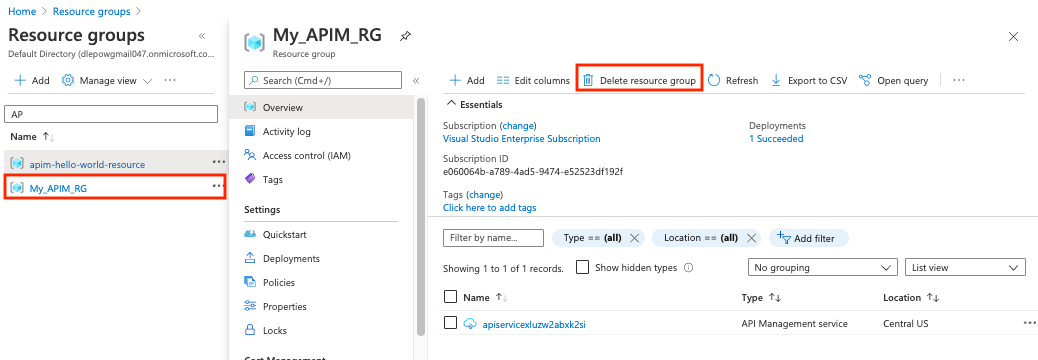 Home > Resource groups >
Resource groups «
Default Directory (dlepowgmail047.onmicrosoft.co...
Add Manage view ...
AP
Name ↑↓
apim-hello-world-resource ...
My_APIM_RG ...
My_APIM_RG
Resource group
Search (Cmd+/) «
Overview
Activity log
Access control (IAM)
Tags
Settings
Quickstart
Deployments
Policies
Properties
Locks
Add Edit columns Delete resource group Refresh Export to CSV Open query ...
Essentials
Subscription (change) Deployments
Visual Studio Enterprise Subscription 1 Succeeded
Subscription ID
e060064b-a789-4ad5-9474-e52523df192f
Tags (change)
Click here to add tags
Filter by name... Type == (all) Location == (all) Add filter
Showing 1 to 1 of 1 records. Show hidden types No grouping List view
Name ↑↓ Type ↑↓ Location ↑↓
apiservicexluzw2abxk2si API Management service Central US ...